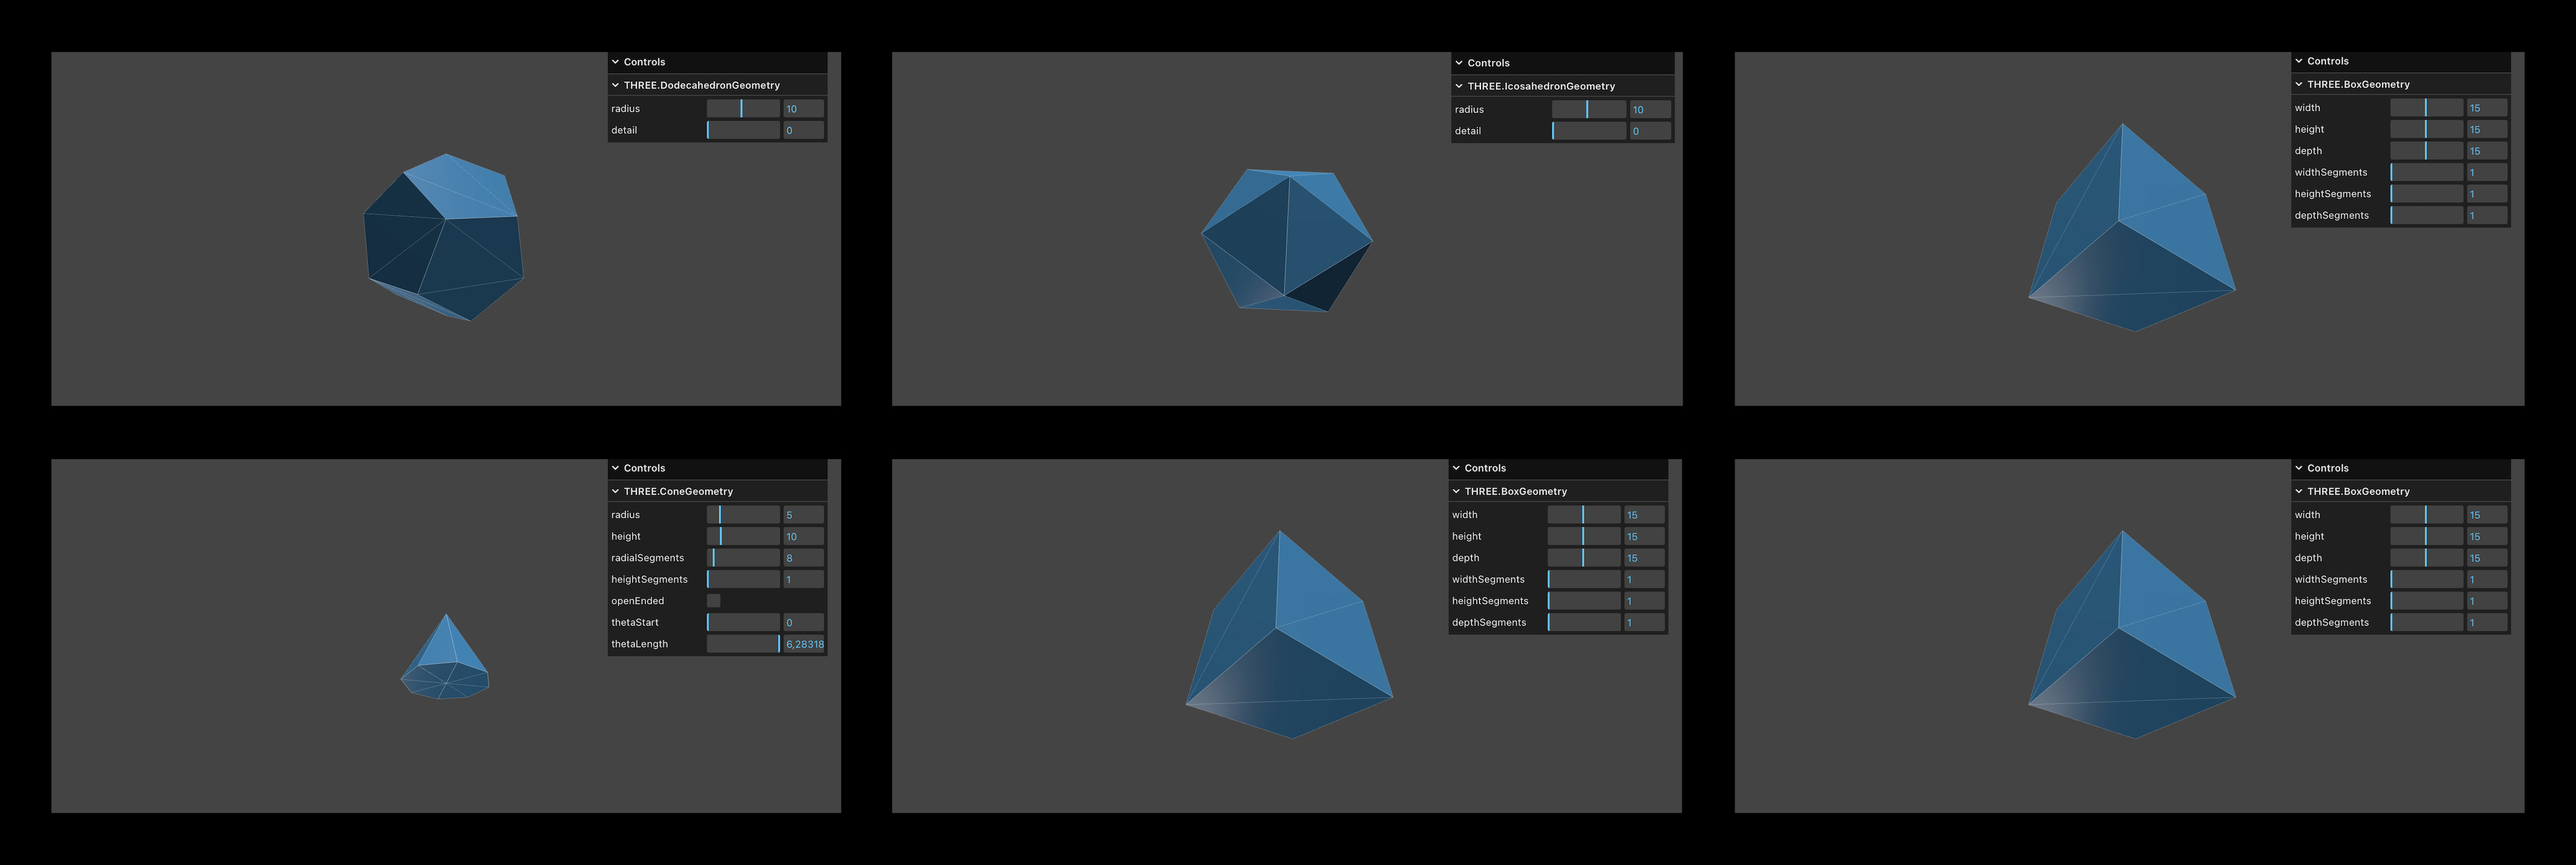 Controls
THREE.DodecahedronGeometry
radius 10
detail 0
Controls
THREE.IcosahedronGeometry
radius 10
detail 0
Controls
THREE.BoxGeometry
width 15
height 15
depth 15
widthSegments 1
heightSegments 1
depthSegments 1
Controls
THREE.ConeGeometry
radius 5
height 10
radialSegments 8
heightSegments 1
openEnded
thetaStart 0
thetaLength 6,28318
Controls
THREE.BoxGeometry
width 15
height 15
depth 15
widthSegments 1
heightSegments 1
depthSegments 1
Controls
THREE.BoxGeometry
width 15
height 15
depth 15
widthSegments 1
heightSegments 1
depthSegments 1